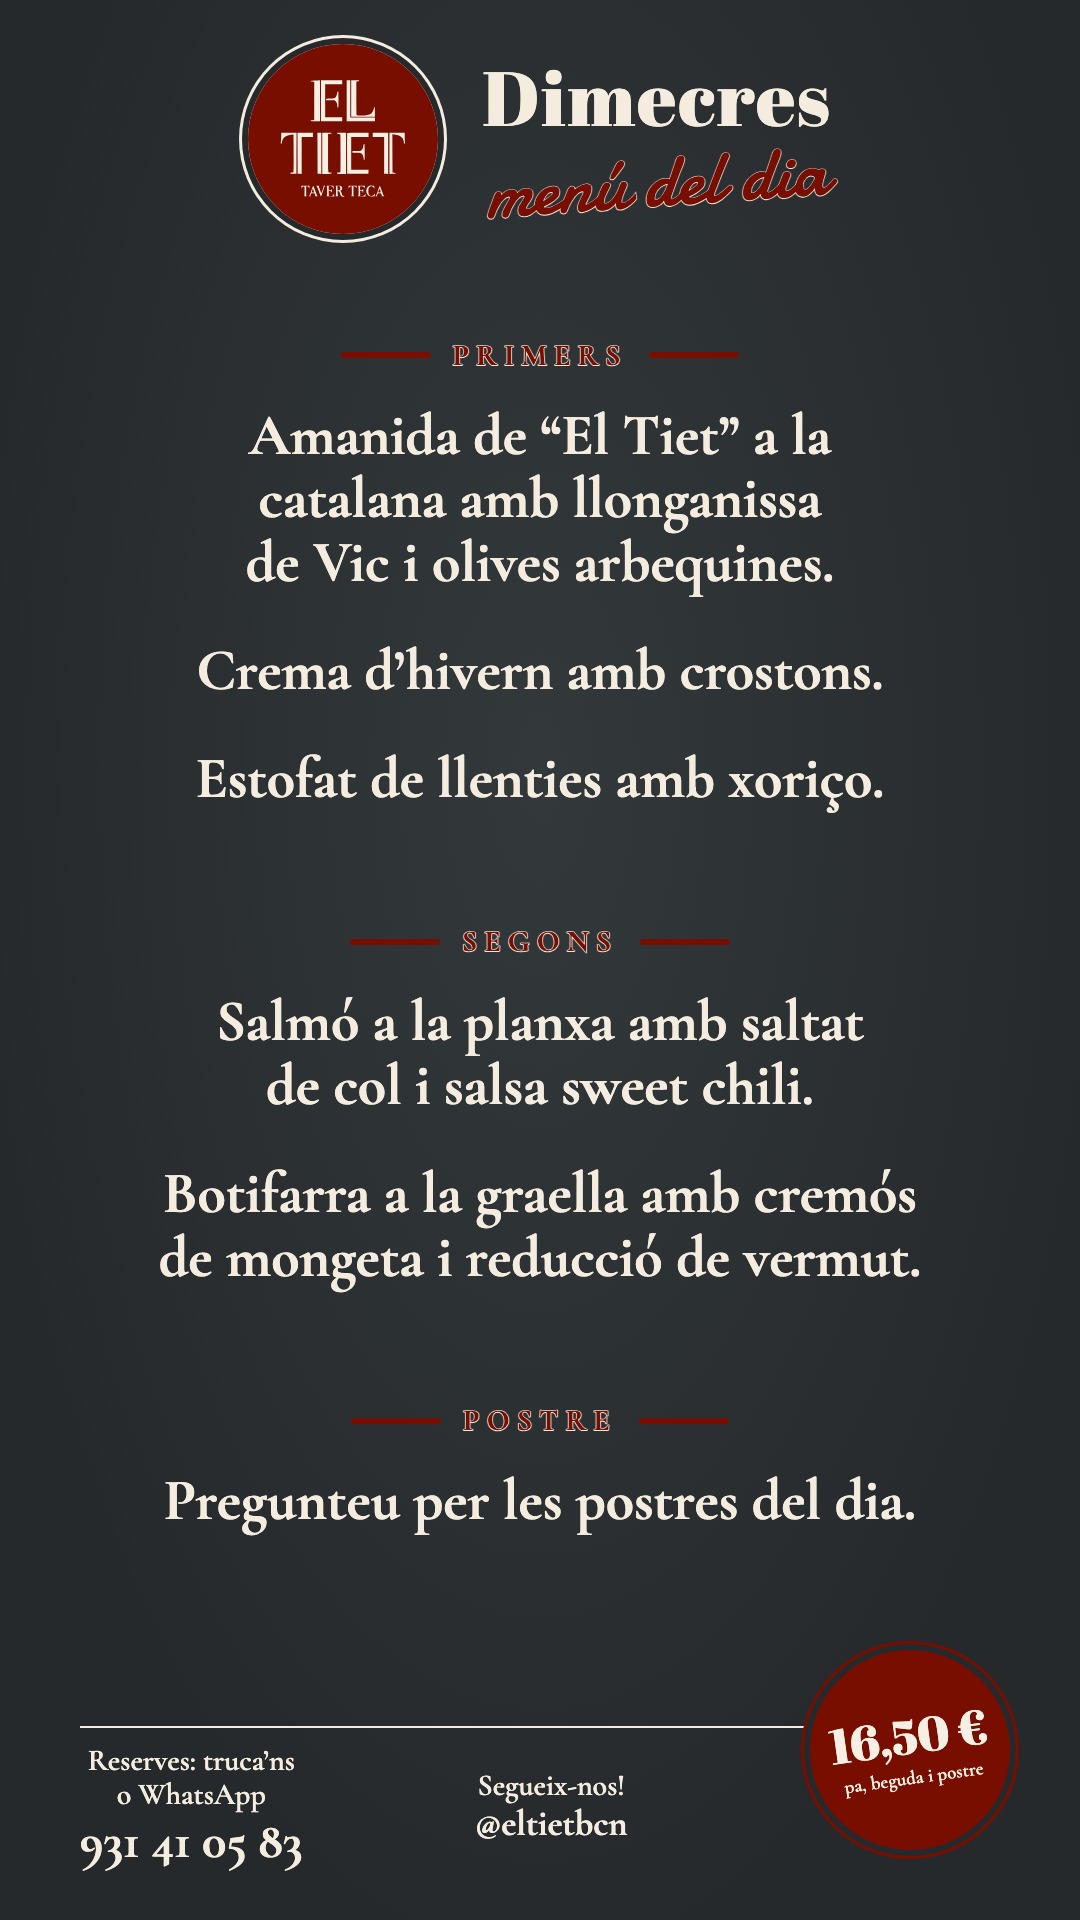 EL
TIET
TAVER TECA
Dimecres
menú del dia
PRIMERS
Amanida de “El Tiet” a la
catalana amb llonganissa
de Vic i olives arbequines.
Crema d’hivern amb crostons.
Estofat de llenties amb xoriço.
SEGONS
Salmó a la planxa amb saltat
de col i salsa sweet chili.
Botifarra a la graella amb cremós
de mongeta i reducció de vermut.
POSTRE
Pregunteu per les postres del dia.
Reserves: truca’ns
o WhatsApp
931 41 05 83
Segueix-nos!
@eltietbcn
16,50 €
pa, beguda i postre